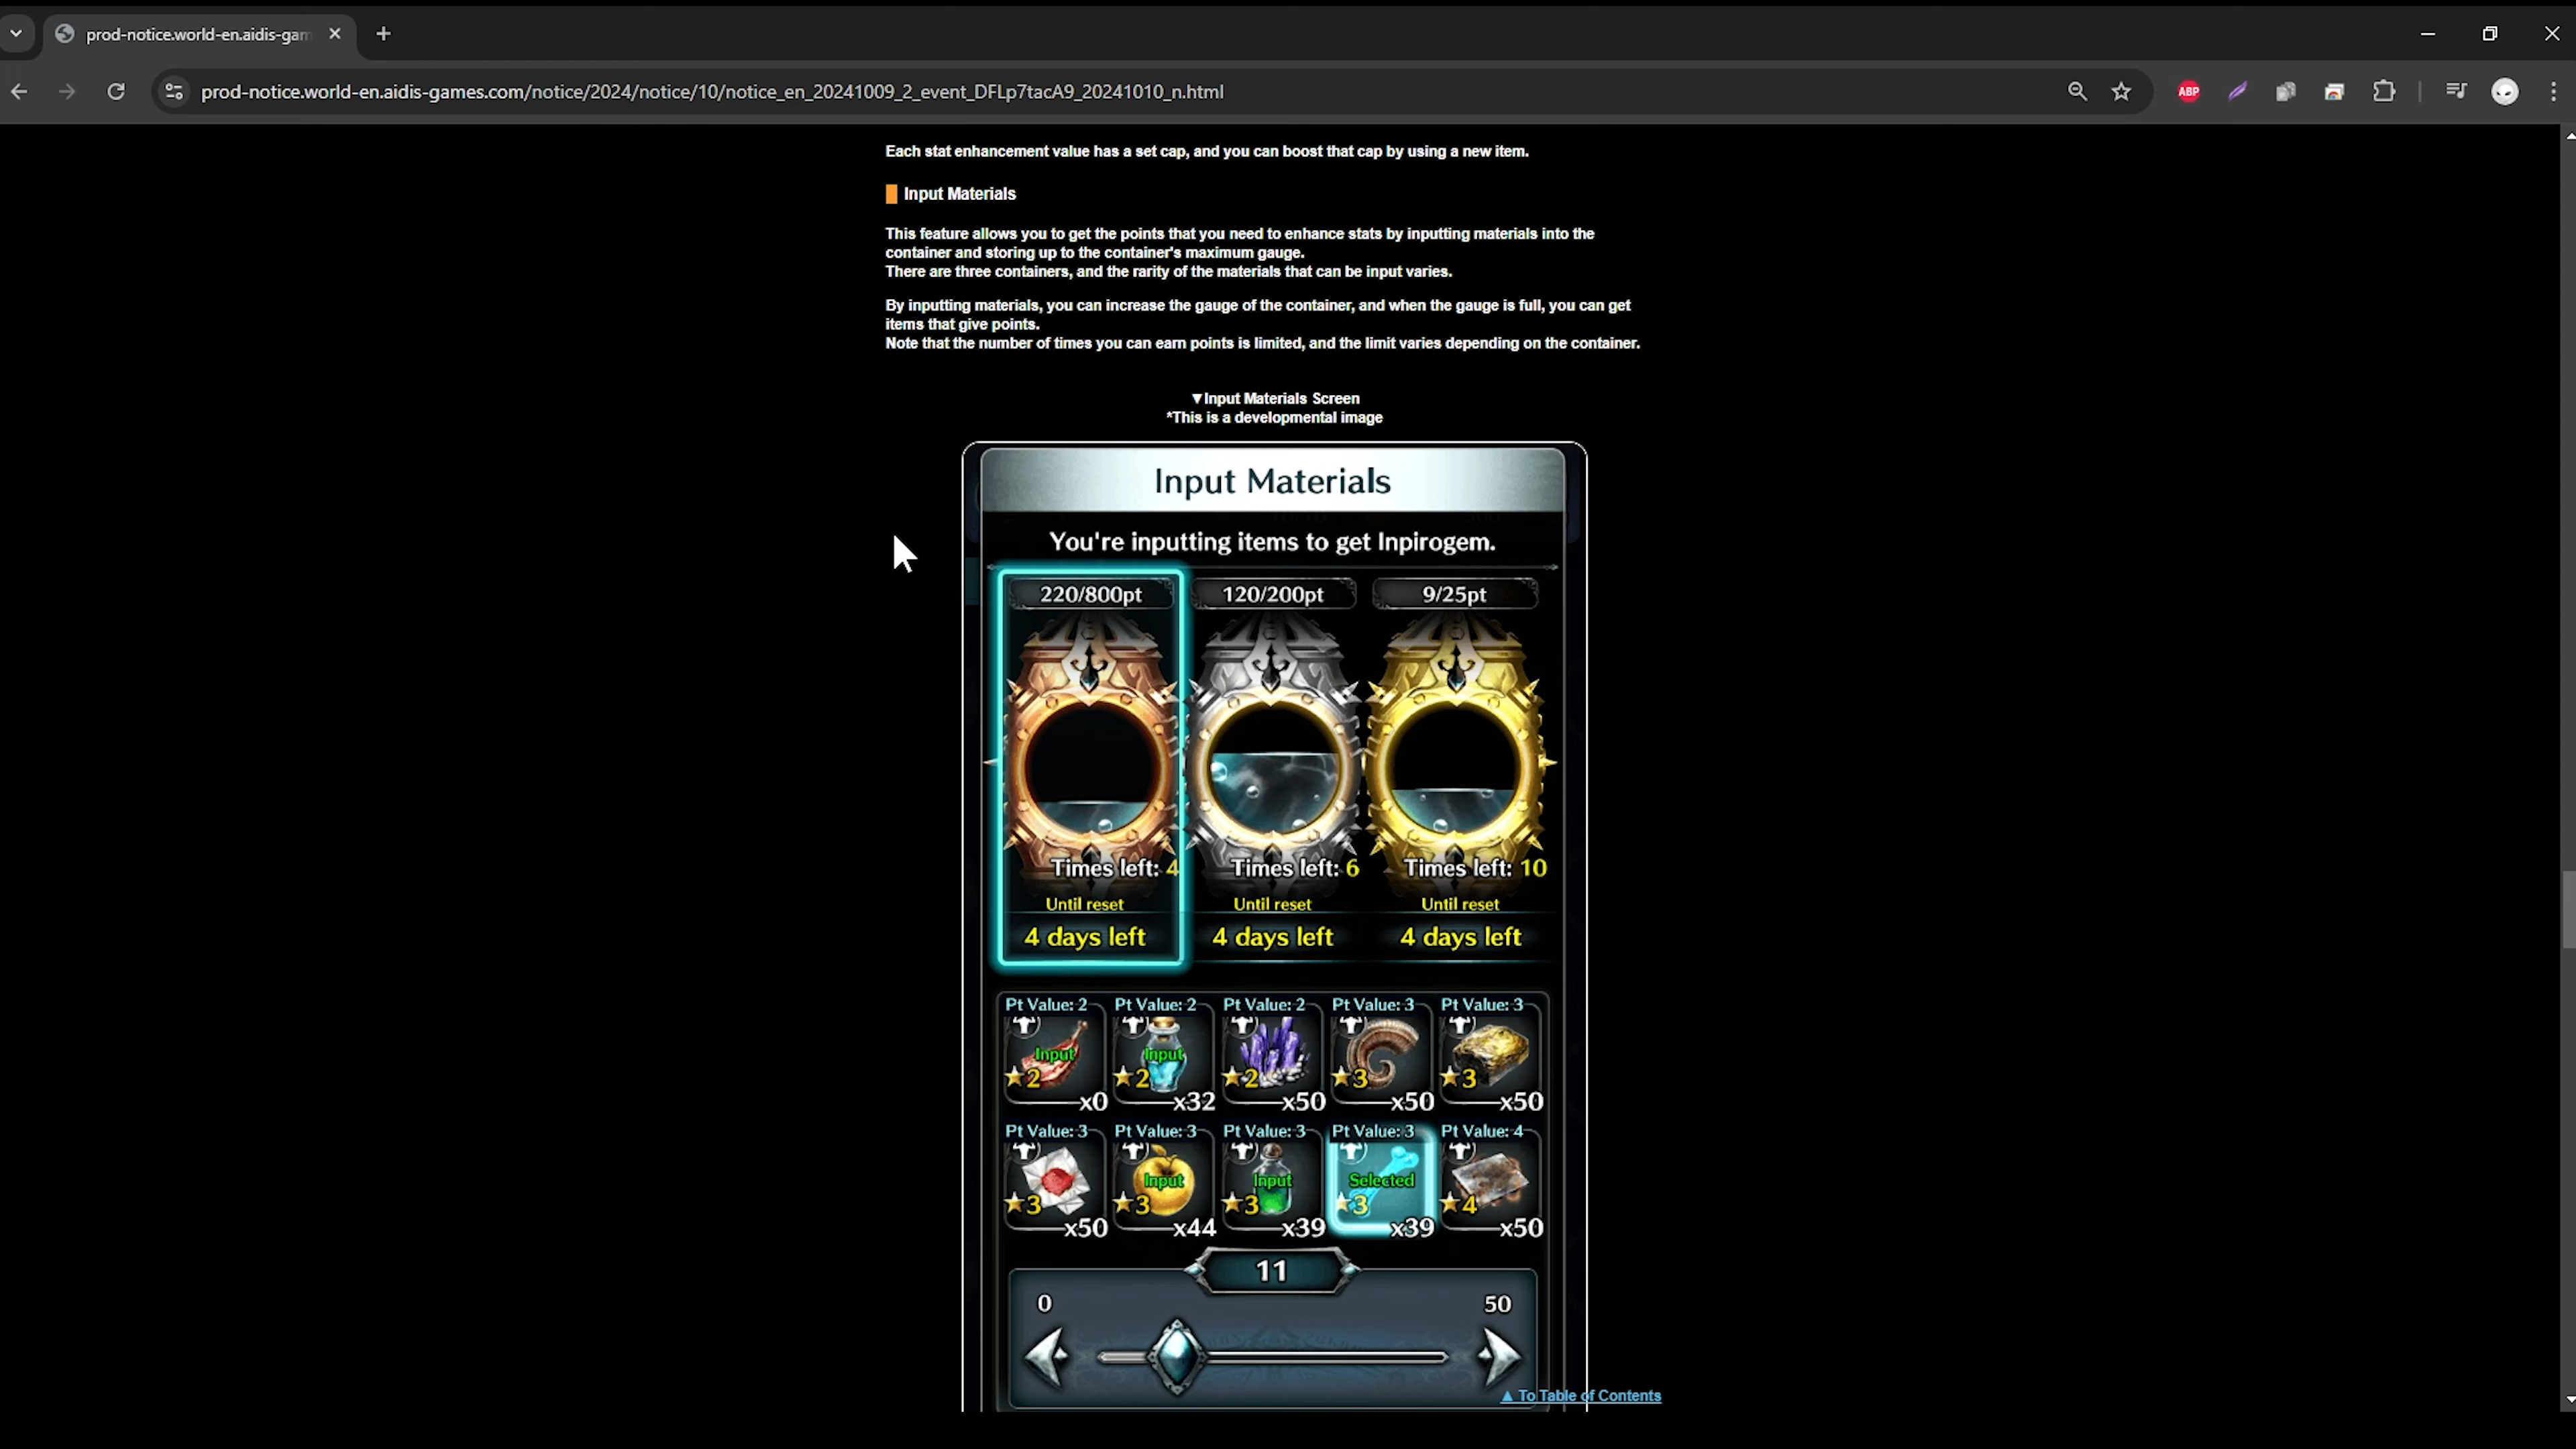 prod-notice.world-en.aidis-gam
prod-notice.world-en.aidis-games.com/notice/2024/notice/10/notice_en_20241009_2_event_DFLp7tacA9_20241010_n.html
ABP
Each stat enhancement value has a set cap, and you can boost that cap by using a new item.
Input Materials
This feature allows you to get the points that you need to enhance stats by inputting materials into the
container and storing up to the container's maximum gauge.
There are three containers, and the rarity of the materials that can be input varies.
By inputting materials, you can increase the gauge of the container, and when the gauge is full, you can get
items that give points.
Note that the number of times you can earn points is limited, and the limit varies depending on the container.
▼Input Materials Screen
*This is a developmental image
Input Materials
You're inputting items to get Inpirogem.
220/800pt 120/200pt 9/25pt
Times left: 4 Times left: 6 Times left: 10
Until reset Until reset Until reset
4 days left 4 days left 4 days left
Pt Value: 2 Pt Value: 2 Pt Value: 2 Pt Value: 3 Pt Value: 3
Input Input
★2 ★2 ★2 ★3 ★3
x0 x32 x50 x50 x50
Pt Value: 3 Pt Value: 3 Pt Value: 3 Pt Value: 3 Pt Value: 4
Input Input Selected
★3 ★3 ★3 ★3 ★4
x50 x44 x39 x39 x50
11
0 50
▲ To Table of Contents